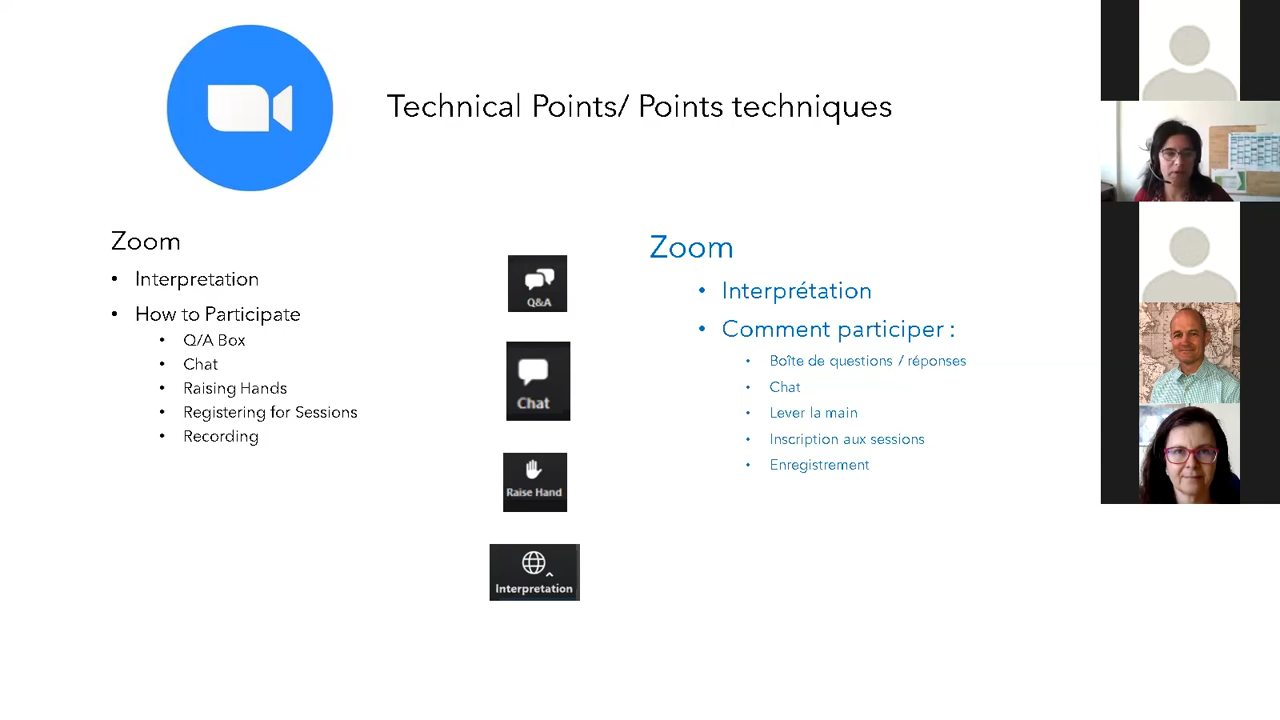 Technical Points/ Points techniques
Zoom
• Interpretation
• How to Participate
• Q/A Box
• Chat
• Raising Hands
• Registering for Sessions
• Recording
Q&A
Chat
Raise Hand
Interpretation
Zoom
• Interprétation
• Comment participer :
• Boîte de questions / réponses
• Chat
• Lever la main
• Inscription aux sessions
• Enregistrement